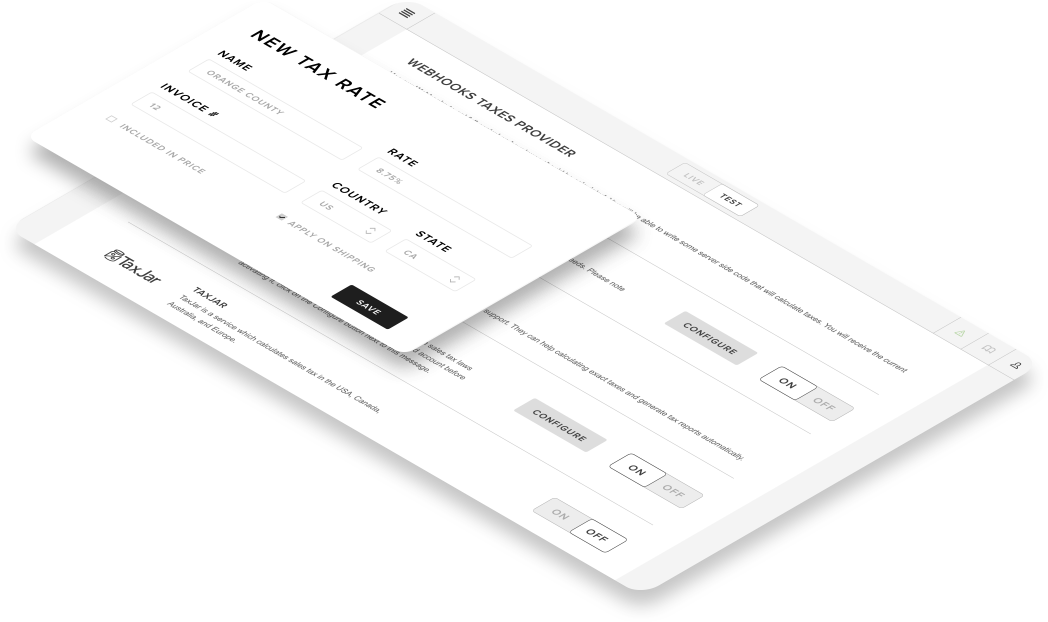 NEW TAX RATE
NAME
ORANGE COUNTY
RATE
8.75%
INVOICE #
12
COUNTRY
US
STATE
CA
INCLUDED IN PRICE
APPLY ON SHIPPING
SAVE
WEBHOOKS TAXES PROVIDER
LIVE
TEST
able to write some server side code that will calculate taxes. You will receive the current
Please note
CONFIGURE
ON
OFF
support. They can help calculating exact taxes and generate tax reports automatically.
sales tax laws
account before
activating it, click on the Configure button next to this message.
CONFIGURE
ON
OFF
TaxJar
TAXJAR
TaxJar is a service which calculates sales tax in the USA, Canada,
Australia, and Europe.
ON
OFF